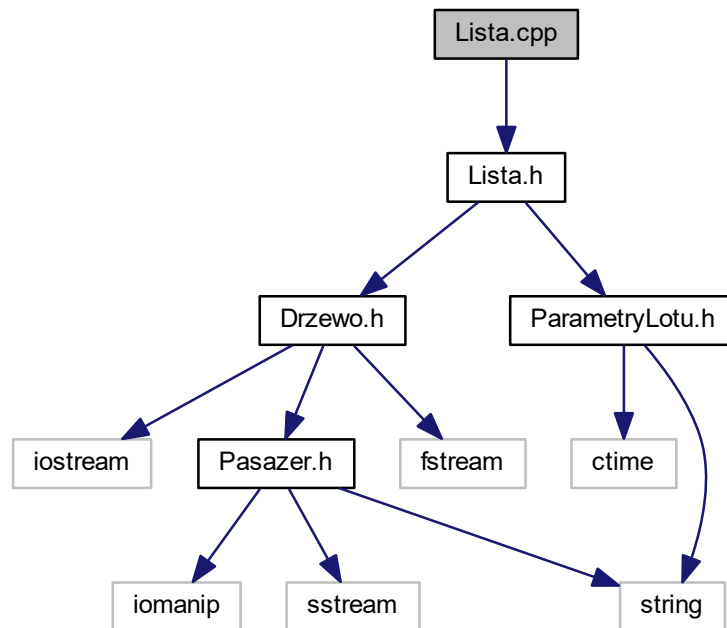 Lista.cpp
Lista.h
Drzewo.h
ParametryLotu.h
iostream
Pasazer.h
fstream
ctime
iomanip
sstream
string